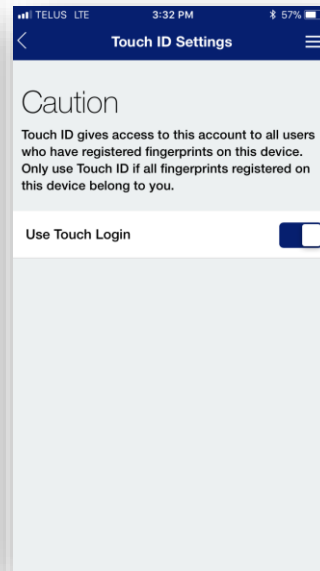 TELUS LTE 3:32 PM 57%
Touch ID Settings
Caution
Touch ID gives access to this account to all users
who have registered fingerprints on this device.
Only use Touch ID if all fingerprints registered on
this device belong to you.
Use Touch Login